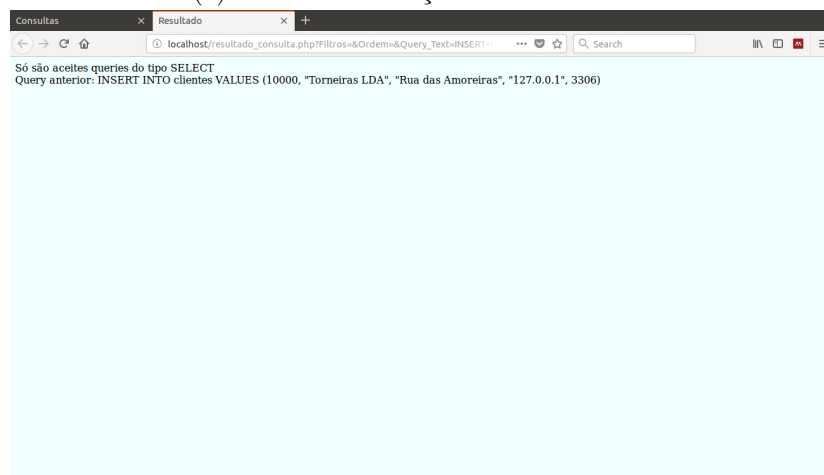 Consultas Resultado
localhost/resultado_consulta.php?Filtros=&Ordem=&Query_Text=INSERT+ Search
Só são aceites queries do tipo SELECT
Query anterior: INSERT INTO clientes VALUES (10000, "Torneiras LDA", "Rua das Amoreiras", "127.0.0.1", 3306)